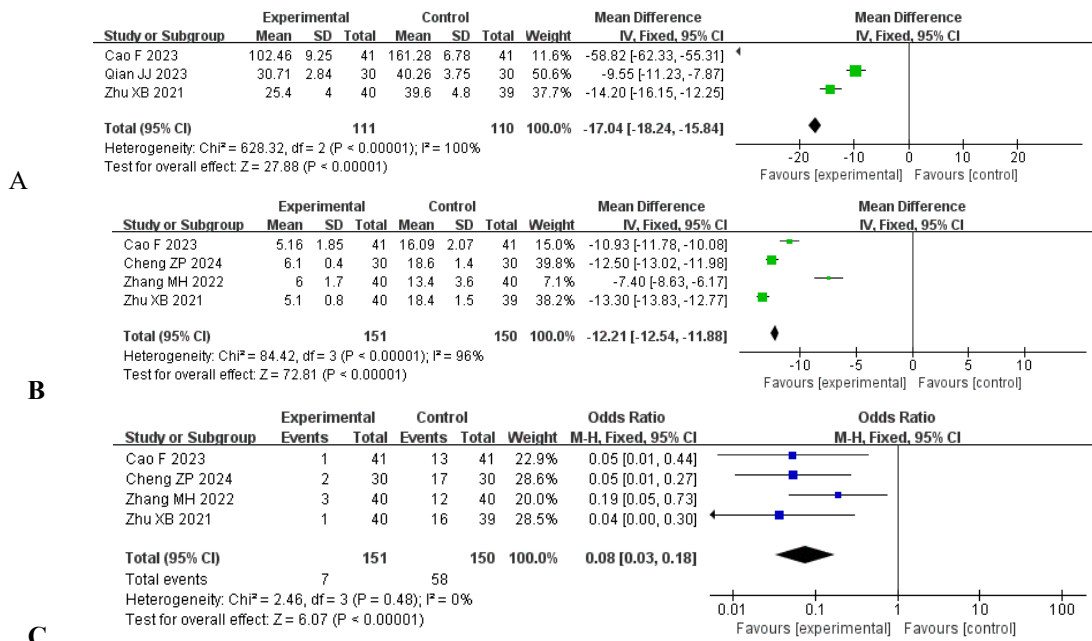 Experimental Control Mean Difference Mean Difference
Study or Subgroup Mean SD Total Mean SD Total Weight IV, Fixed, 95% CI IV, Fixed, 95% CI
Cao F 2023 102.46 9.25 41 161.28 6.78 41 11.6% -58.82 [-62.33, -55.31]
Qian JJ 2023 30.71 2.84 30 40.26 3.75 30 50.6% -9.55 [-11.23, -7.87]
Zhu XB 2021 25.4 4 40 39.6 4.8 39 37.7% -14.20 [-16.15, -12.25]
Total (95% CI) 111 110 100.0% -17.04 [-18.24, -15.84]
Heterogeneity: Chi² = 628.32, df = 2 (P < 0.00001); I² = 100%
Test for overall effect: Z = 27.88 (P < 0.00001)
-20 -10 0 10 20
Favours [experimental] Favours [control]
A
Experimental Control Mean Difference Mean Difference
Study or Subgroup Mean SD Total Mean SD Total Weight IV, Fixed, 95% CI IV, Fixed, 95% CI
Cao F 2023 5.16 1.85 41 16.09 2.07 41 15.0% -10.93 [-11.78, -10.08]
Cheng ZP 2024 6.1 0.4 30 18.6 1.4 30 39.8% -12.50 [-13.02, -11.98]
Zhang MH 2022 6 1.7 40 13.4 3.6 40 7.1% -7.40 [-8.63, -6.17]
Zhu XB 2021 5.1 0.8 40 18.4 1.5 39 38.2% -13.30 [-13.83, -12.77]
Total (95% CI) 151 150 100.0% -12.21 [-12.54, -11.88]
Heterogeneity: Chi² = 84.42, df = 3 (P < 0.00001); I² = 96%
Test for overall effect: Z = 72.81 (P < 0.00001)
-10 -5 0 5 10
Favours [experimental] Favours [control]
B
Experimental Control Odds Ratio Odds Ratio
Study or Subgroup Events Total Events Total Weight M-H, Fixed, 95% CI M-H, Fixed, 95% CI
Cao F 2023 1 41 13 41 22.9% 0.05 [0.01, 0.44]
Cheng ZP 2024 2 30 17 30 28.6% 0.05 [0.01, 0.27]
Zhang MH 2022 3 40 12 40 20.0% 0.19 [0.05, 0.73]
Zhu XB 2021 1 40 16 39 28.5% 0.04 [0.00, 0.30]
Total (95% CI) 151 150 100.0% 0.08 [0.03, 0.18]
Total events 7 58
Heterogeneity: Chi² = 2.46, df = 3 (P = 0.48); I² = 0%
Test for overall effect: Z = 6.07 (P < 0.00001)
0.01 0.1 1 10 100
Favours [experimental] Favours [control]
C